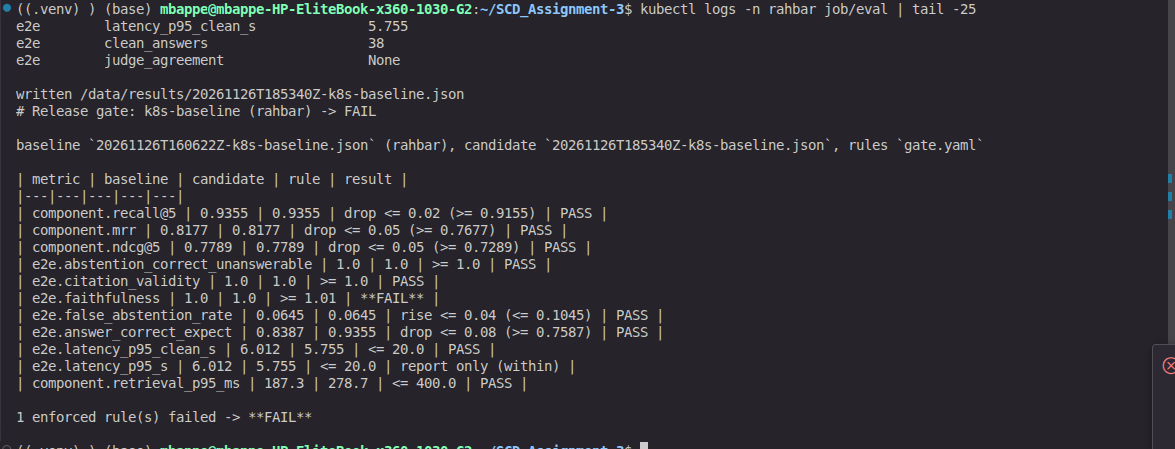 ((.venv) ) (base) mbappe@mbappe-HP-EliteBook-x360-1030-G2:~/SCD_Assignment-3$ kubectl logs -n rahbar job/eval | tail -25
e2e        latency_p95_clean_s              5.755
e2e        clean_answers                    38
e2e        judge_agreement                  None

written /data/results/20261126T185340Z-k8s-baseline.json
# Release gate: k8s-baseline (rahbar) -> FAIL

baseline `20261126T160622Z-k8s-baseline.json` (rahbar), candidate `20261126T185340Z-k8s-baseline.json`, rules `gate.yaml`

| metric | baseline | candidate | rule | result |
|---|---|---|---|---|
| component.recall@5 | 0.9355 | 0.9355 | drop <= 0.02 (>= 0.9155) | PASS |
| component.mrr | 0.8177 | 0.8177 | drop <= 0.05 (>= 0.7677) | PASS |
| component.ndcg@5 | 0.7789 | 0.7789 | drop <= 0.05 (>= 0.7289) | PASS |
| e2e.abstention_correct_unanswerable | 1.0 | 1.0 | >= 1.0 | PASS |
| e2e.citation_validity | 1.0 | 1.0 | >= 1.0 | PASS |
| e2e.faithfulness | 1.0 | 1.0 | >= 1.01 | **FAIL** |
| e2e.false_abstention_rate | 0.0645 | 0.0645 | rise <= 0.04 (<= 0.1045) | PASS |
| e2e.answer_correct_expect | 0.8387 | 0.9355 | drop <= 0.08 (>= 0.7587) | PASS |
| e2e.latency_p95_clean_s | 6.012 | 5.755 | <= 20.0 | PASS |
| e2e.latency_p95_s | 6.012 | 5.755 | <= 20.0 | report only (within) |
| component.retrieval_p95_ms | 187.3 | 278.7 | <= 400.0 | PASS |

1 enforced rule(s) failed -> **FAIL**

((.venv) ) (base) mbappe@mbappe-HP-EliteBook-x360-1030-G2:~/SCD_Assignment-3$